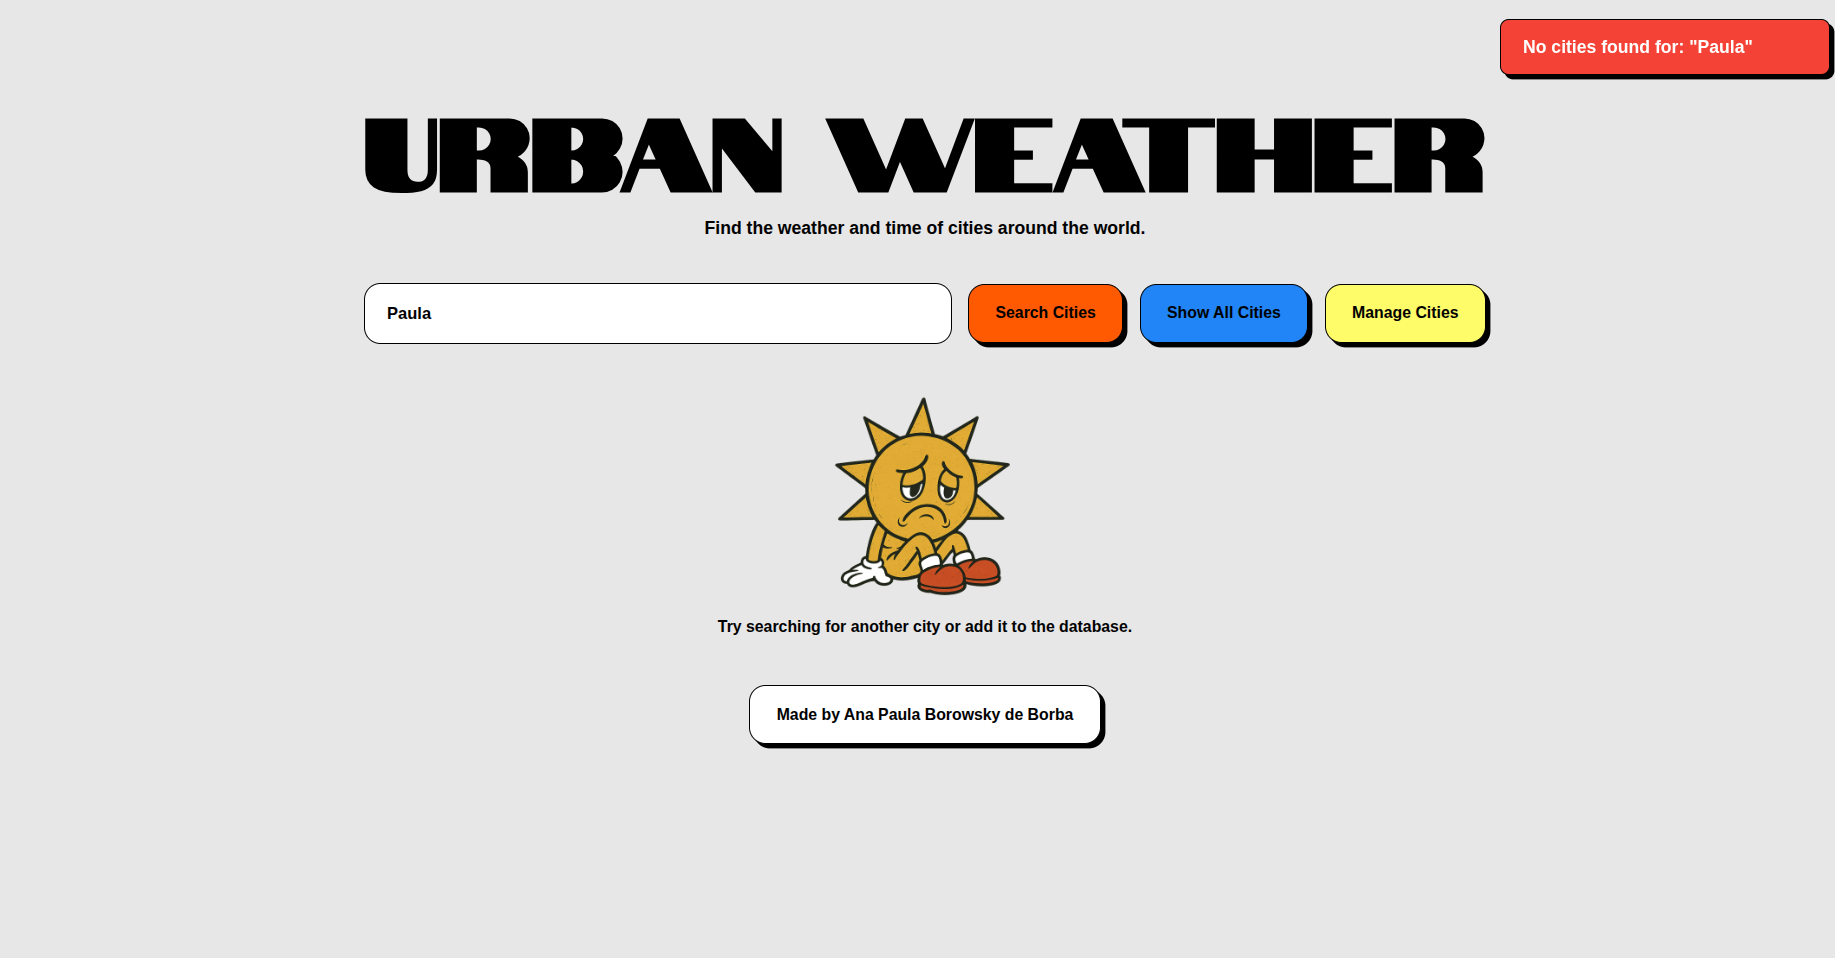 No cities found for: "Paula"
URBAN WEATHER
Find the weather and time of cities around the world.
Paula
Search Cities
Show All Cities
Manage Cities
Try searching for another city or add it to the database.
Made by Ana Paula Borowsky de Borba